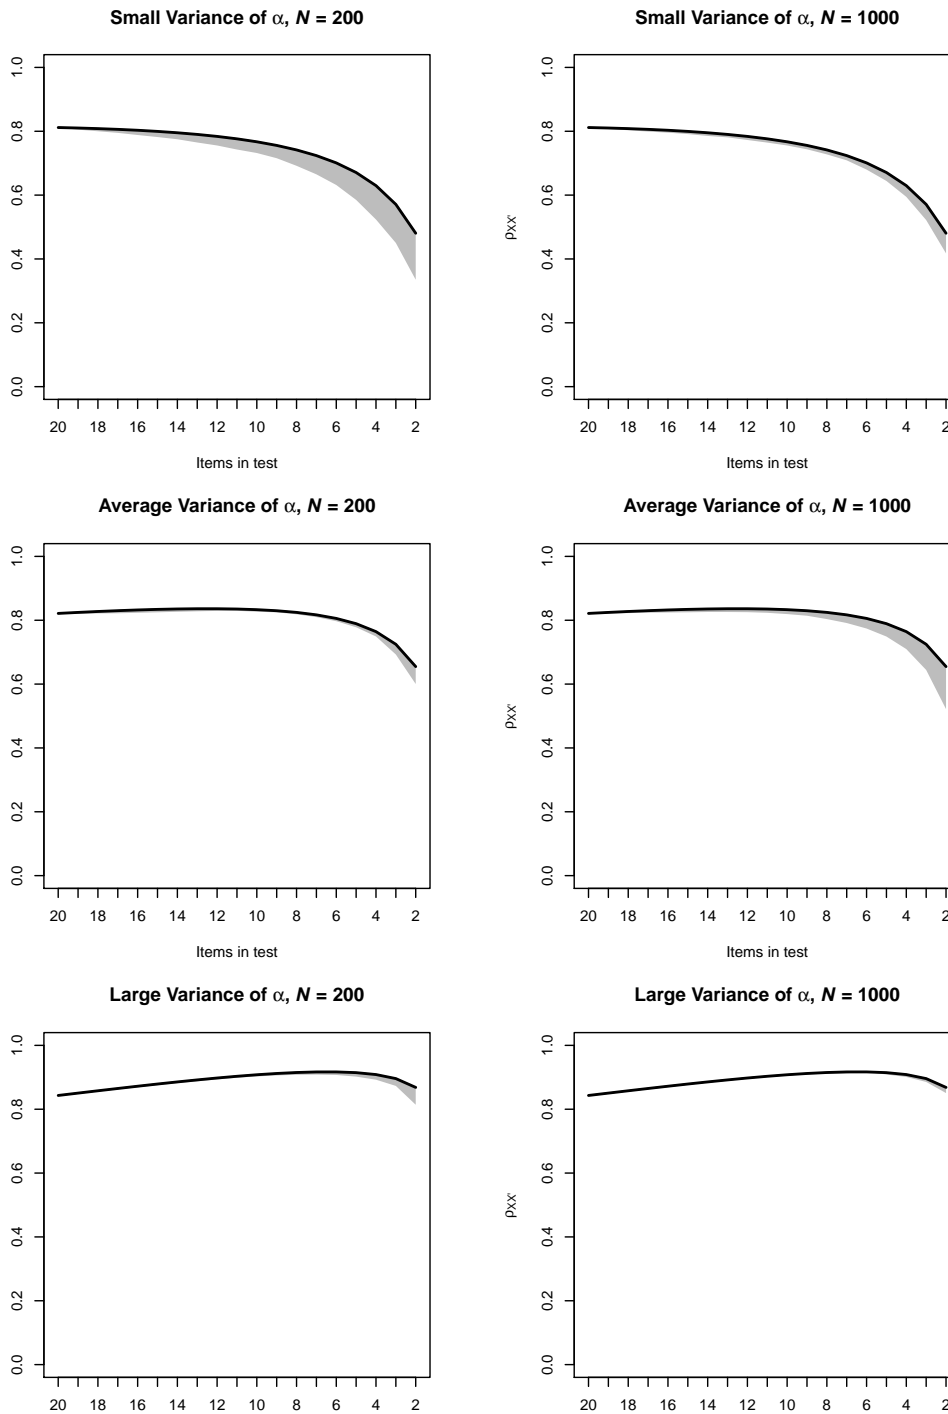 Small Variance of α, N = 200
1.0
0.8
0.6
0.4
0.2
0.0
20 18 16 14 12 10 8 6 4 2
Items in test
Small Variance of α, N = 1000
ρXX'
1.0
0.8
0.6
0.4
0.2
0.0
20 18 16 14 12 10 8 6 4 2
Items in test
Average Variance of α, N = 200
1.0
0.8
0.6
0.4
0.2
0.0
20 18 16 14 12 10 8 6 4 2
Items in test
Average Variance of α, N = 1000
ρXX'
1.0
0.8
0.6
0.4
0.2
0.0
20 18 16 14 12 10 8 6 4 2
Items in test
Large Variance of α, N = 200
1.0
0.8
0.6
0.4
0.2
0.0
20 18 16 14 12 10 8 6 4 2
Large Variance of α, N = 1000
ρXX'
1.0
0.8
0.6
0.4
0.2
0.0
20 18 16 14 12 10 8 6 4 2